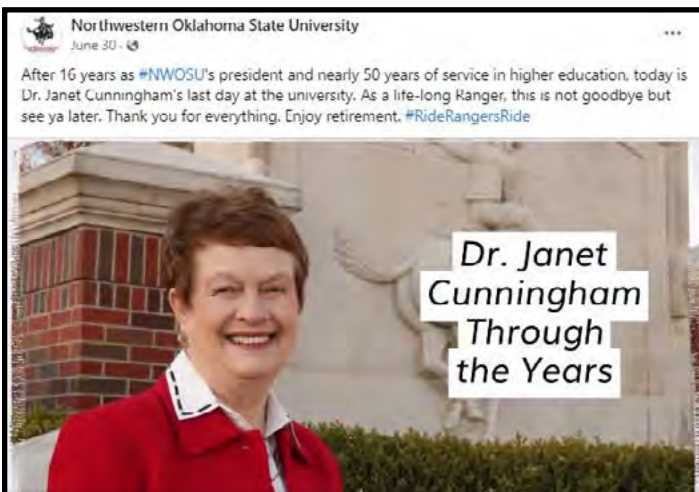 Northwestern Oklahoma State University
June 30 ·
After 16 years as #NWOSU's president and nearly 50 years of service in higher education, today is
Dr. Janet Cunningham's last day at the university. As a life-long Ranger, this is not goodbye but
see ya later. Thank you for everything. Enjoy retirement. #RideRangersRide
Dr. Janet
Cunningham
Through
the Years